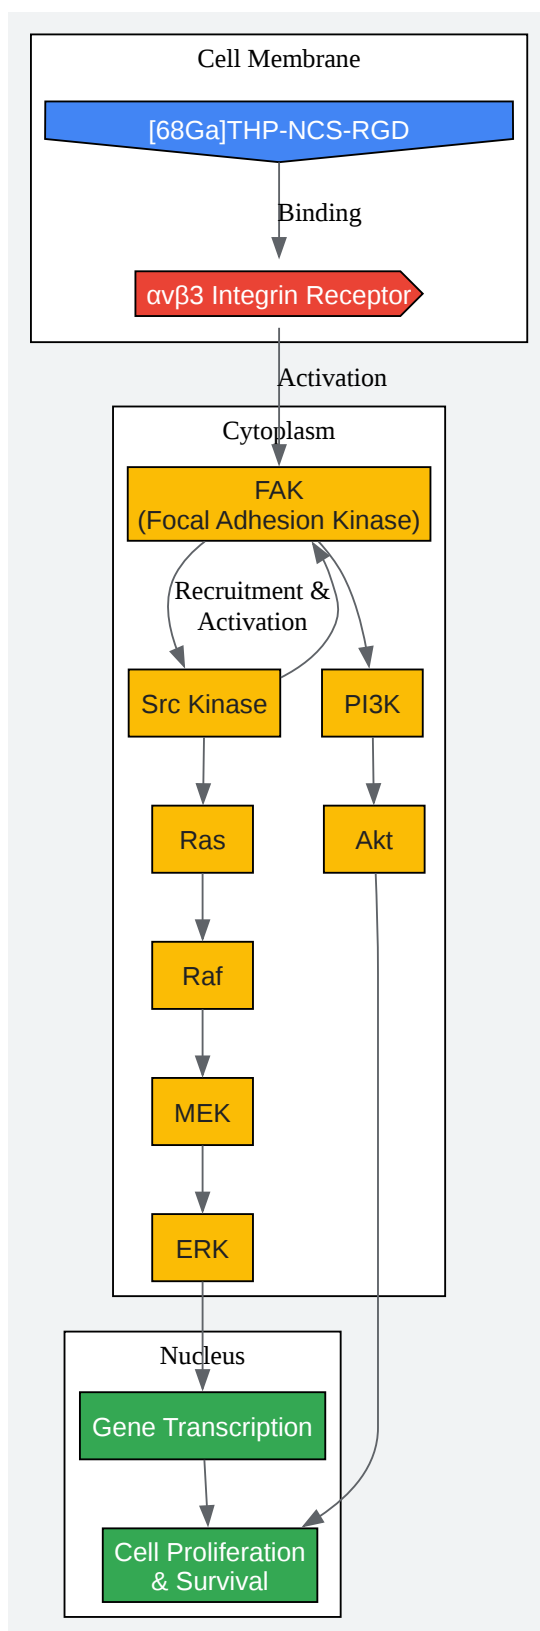 Cell Membrane
[68Ga]THP-NCS-RGD
Binding
αvβ3 Integrin Receptor
Activation
Cytoplasm
FAK
(Focal Adhesion Kinase)
Recruitment &
Activation
Src Kinase
PI3K
Ras
Akt
Raf
MEK
ERK
Nucleus
Gene Transcription
Cell Proliferation
& Survival